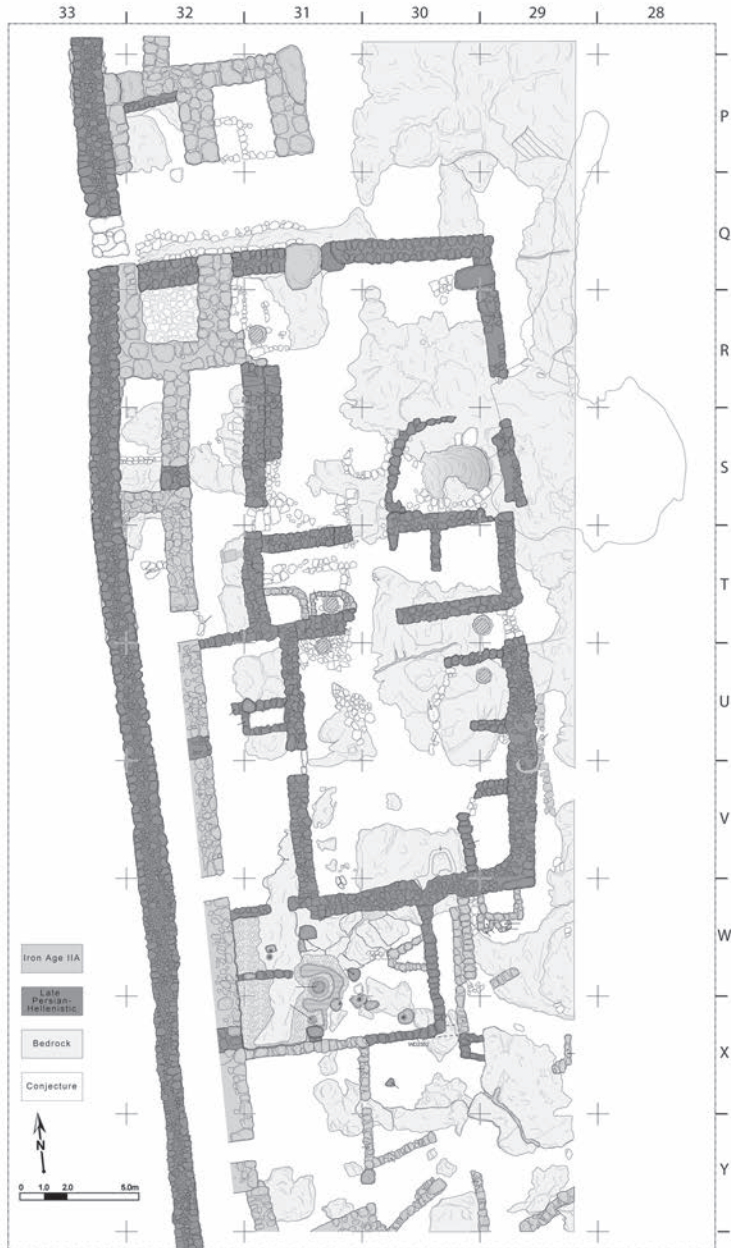 33 32 31 30 29 28
P
Q
R
S
T
U
V
W
X
Y
Iron Age IIA
Late
Persian-
Hellenistic
Bedrock
Conjecture
N
0 1.0 2.0 5.0m